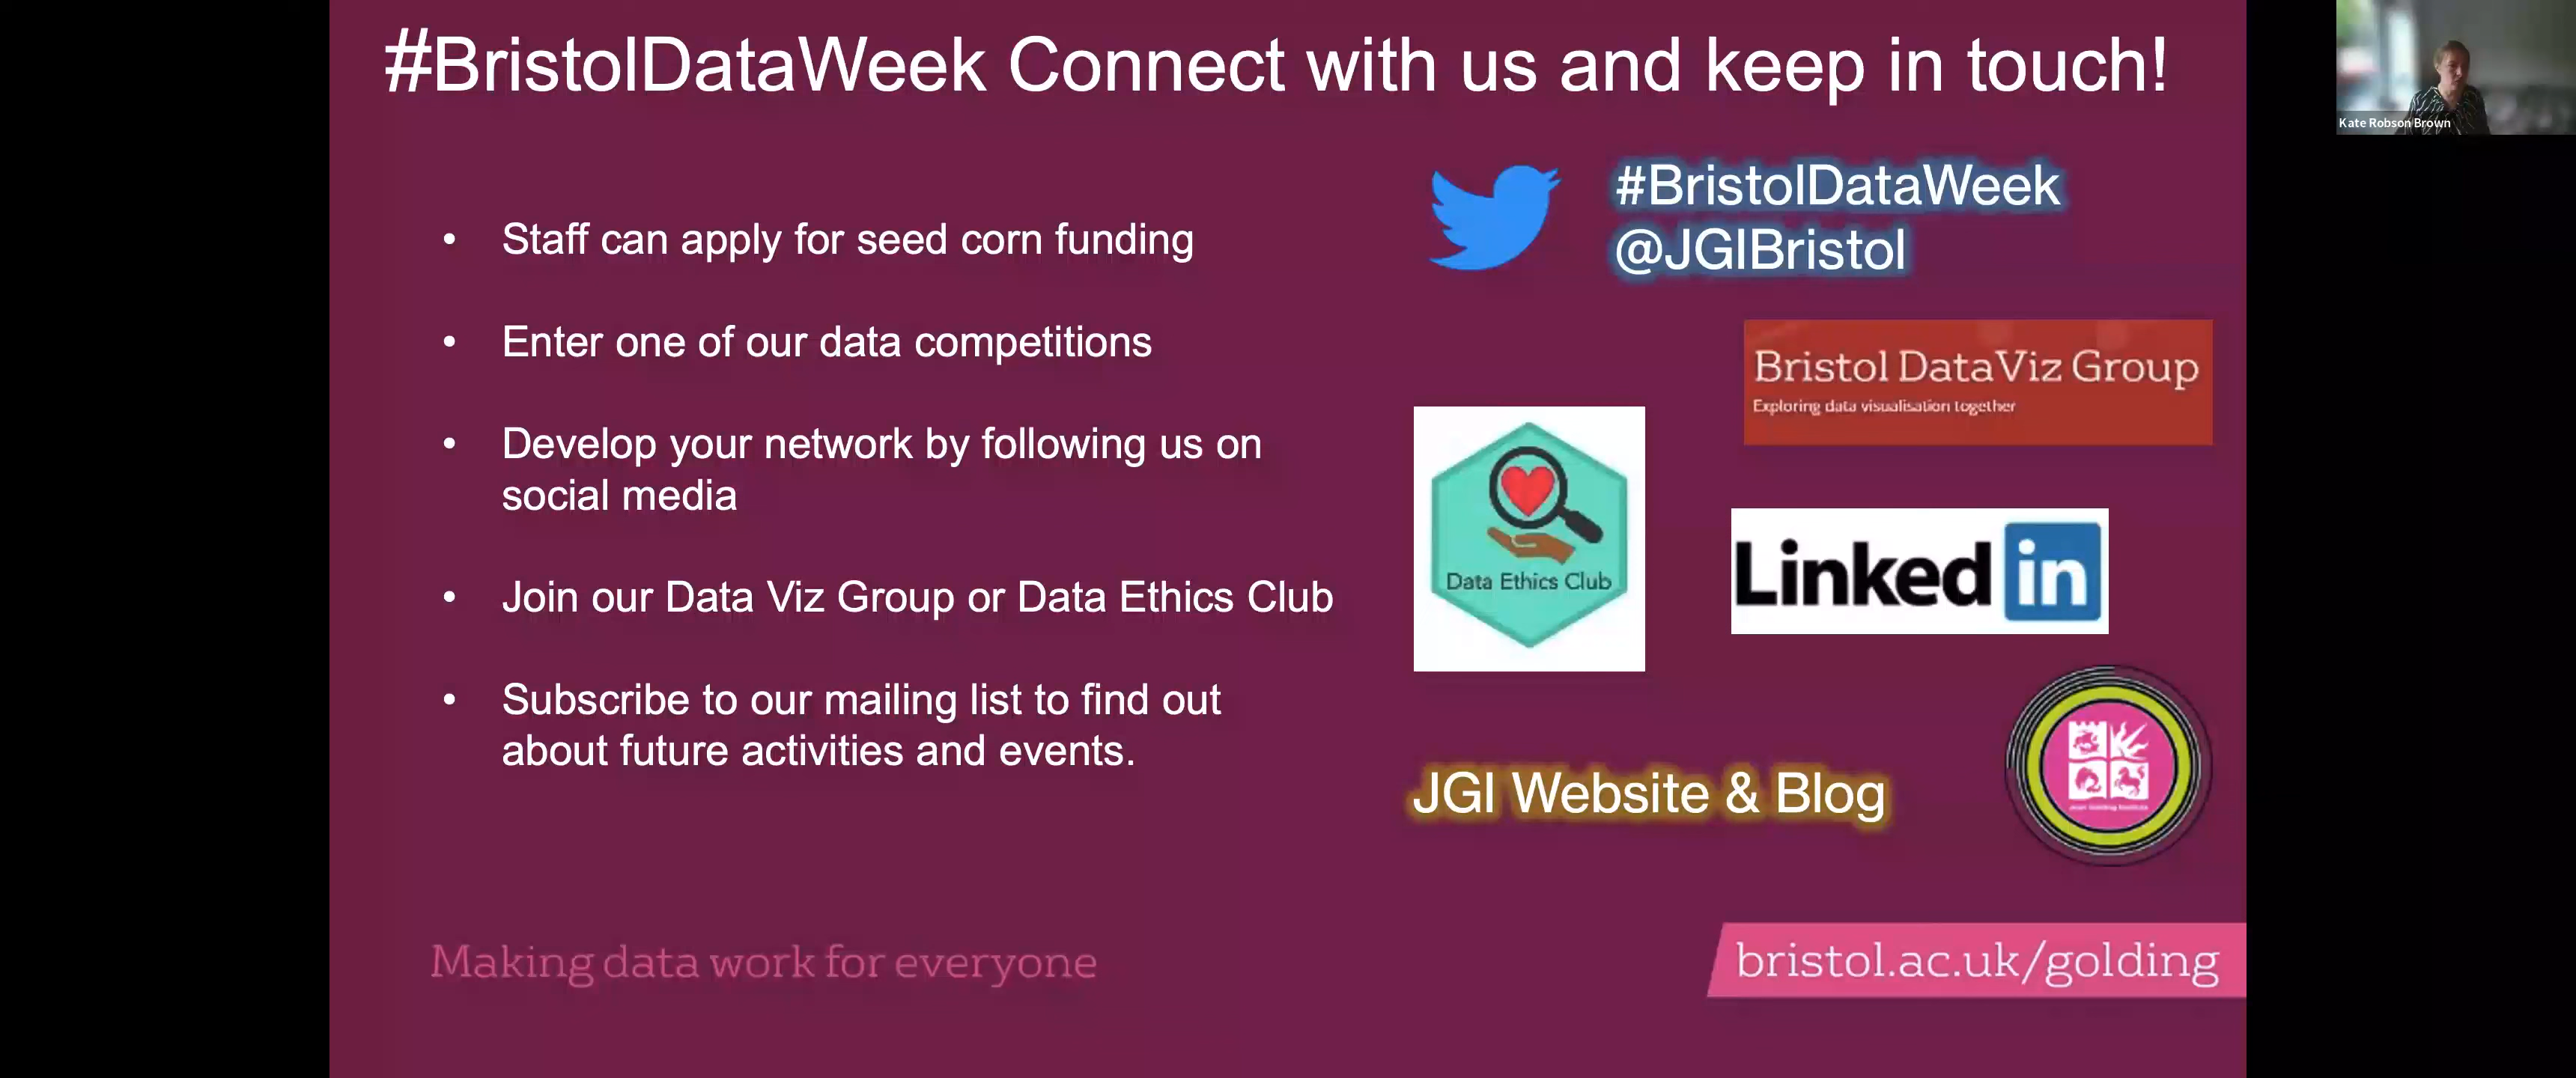 #BristolDataWeek Connect with us and keep in touch!
Kate Robson Brown
• Staff can apply for seed corn funding
• Enter one of our data competitions
• Develop your network by following us on
social media
• Join our Data Viz Group or Data Ethics Club
• Subscribe to our mailing list to find out
about future activities and events.
#BristolDataWeek
@JGIBristol
Bristol DataViz Group
Exploring data visualisation together
Data Ethics Club
Linked in
JGI Website & Blog
Making data work for everyone
bristol.ac.uk/golding